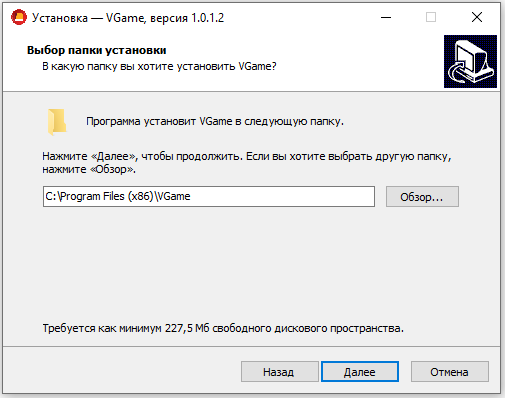 Установка — VGame, версия 1.0.1.2
Выбор папки установки
В какую папку вы хотите установить VGame?
Программа установит VGame в следующую папку.
Нажмите «Далее», чтобы продолжить. Если вы хотите выбрать другую папку,
нажмите «Обзор».
C:\Program Files (x86)\VGame
Обзор...
Требуется как минимум 227,5 Мб свободного дискового пространства.
Назад
Далее
Отмена